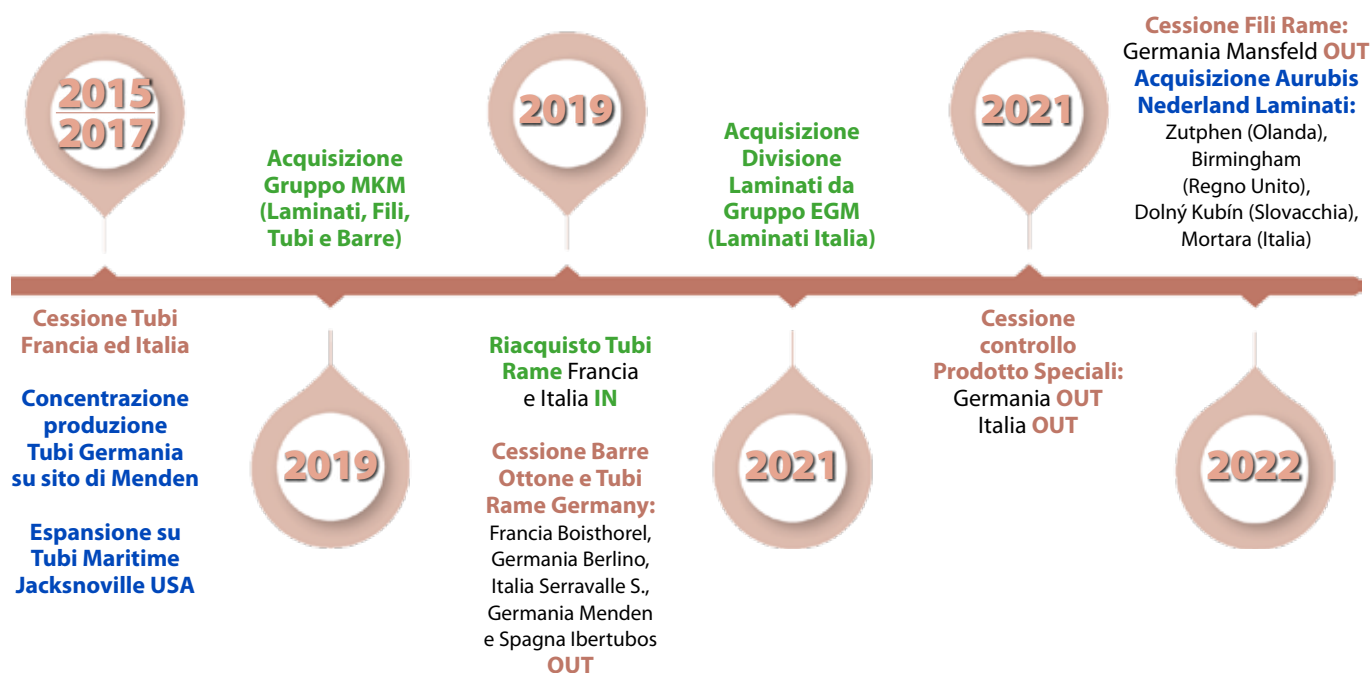 2015
2017
Cessione Tubi
Francia ed Italia
Concentrazione
produzione
Tubi Germania
su sito di Menden
Espansione su
Tubi Maritime
Jacksnoville USA
Acquisizione
Gruppo MKM
(Laminati, Fili,
Tubi e Barre)
2019
2019
Riacquisto Tubi
Rame Francia
e Italia IN
Cessione Barre
Ottone e Tubi
Rame Germany:
Francia Boisthorel,
Germania Berlino,
Italia Serravalle S.,
Germania Menden
e Spagna Ibertubos
OUT
Acquisizione
Divisione
Laminati da
Gruppo EGM
(Laminati Italia)
2021
2021
Cessione
controllo
Prodotto Speciali:
Germania OUT
Italia OUT
Cessione Fili Rame:
Germania Mansfeld OUT
Acquisizione Aurubis
Nederland Laminati:
Zutphen (Olanda),
Birmingham
(Regno Unito),
Dolný Kubín (Slovacchia),
Mortara (Italia)
2022